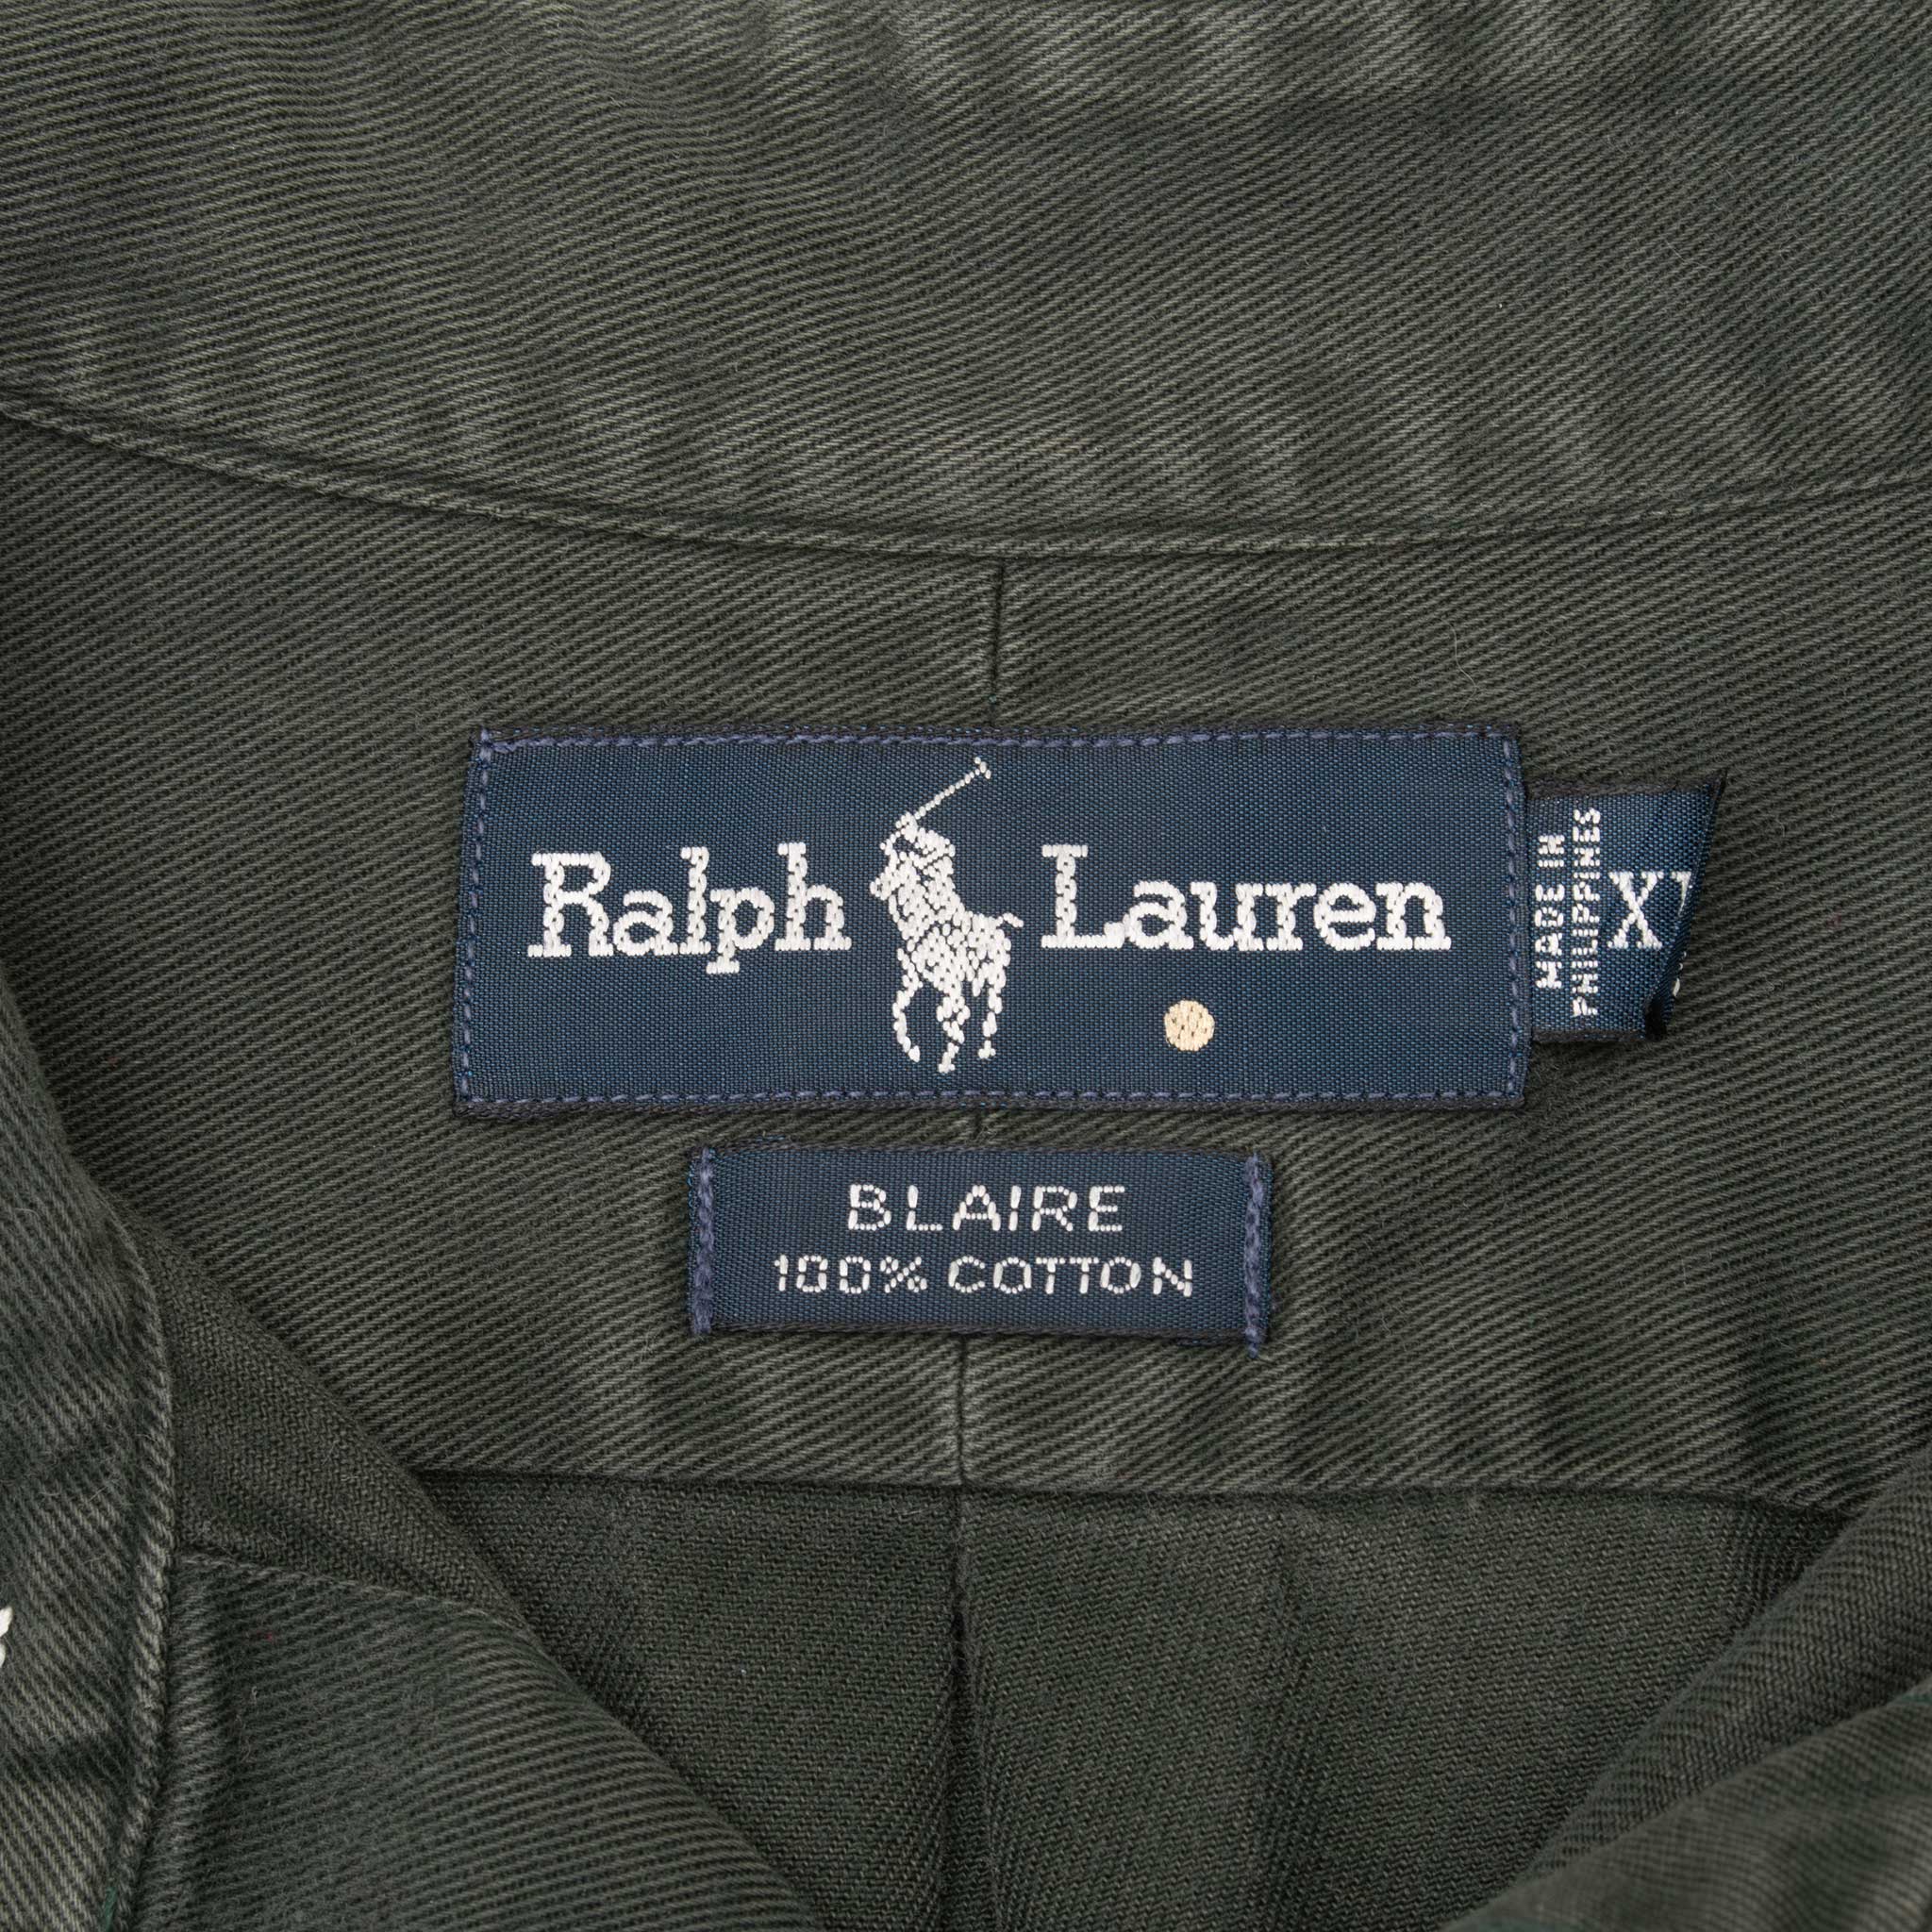 Ralph Lauren
MADE IN
PHILIPPINES
BLAIRE
100% COTTON